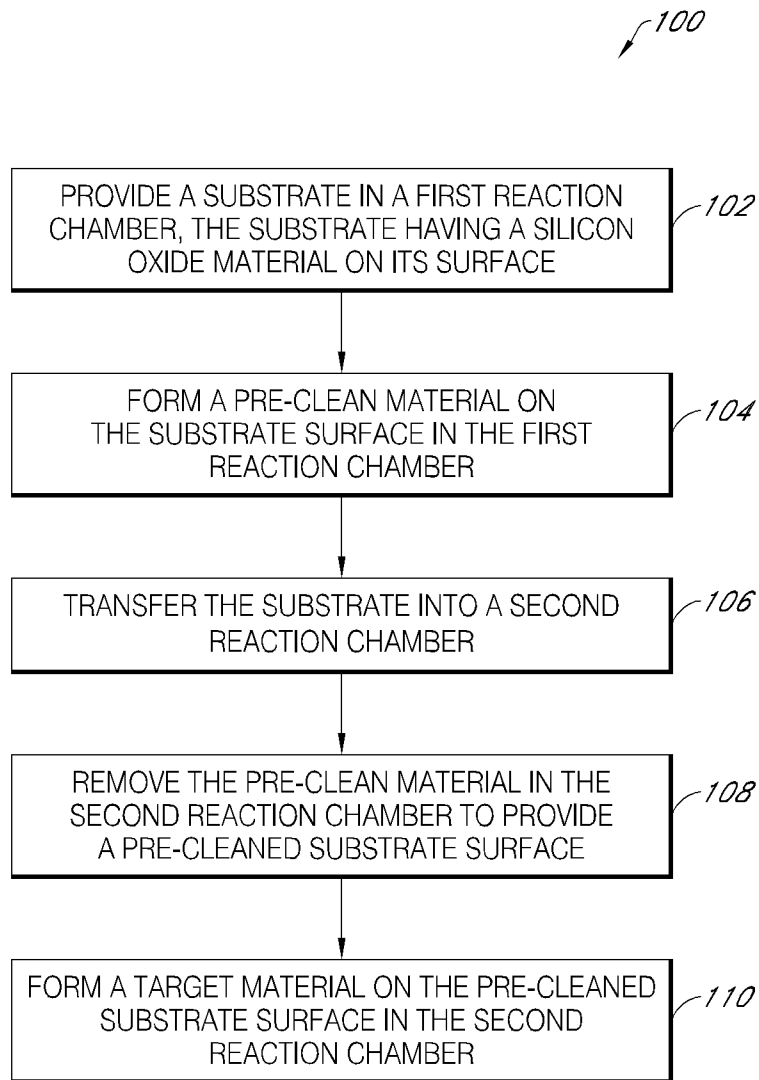 100
PROVIDE A SUBSTRATE IN A FIRST REACTION
CHAMBER, THE SUBSTRATE HAVING A SILICON
OXIDE MATERIAL ON ITS SURFACE
102
FORM A PRE-CLEAN MATERIAL ON
THE SUBSTRATE SURFACE IN THE FIRST
REACTION CHAMBER
104
TRANSFER THE SUBSTRATE INTO A SECOND
REACTION CHAMBER
106
REMOVE THE PRE-CLEAN MATERIAL IN THE
SECOND REACTION CHAMBER TO PROVIDE
A PRE-CLEANED SUBSTRATE SURFACE
108
FORM A TARGET MATERIAL ON THE PRE-CLEANED
SUBSTRATE SURFACE IN THE SECOND
REACTION CHAMBER
110